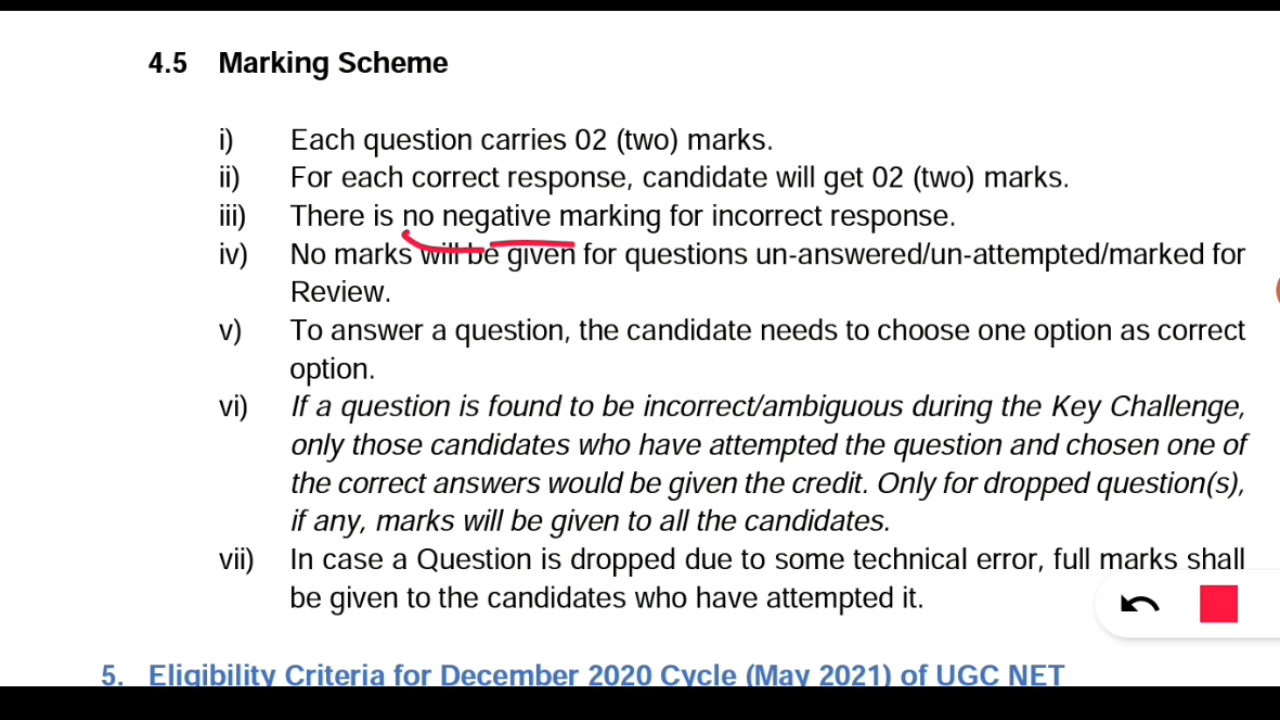 4.5 Marking Scheme
i) Each question carries 02 (two) marks.
ii) For each correct response, candidate will get 02 (two) marks.
iii) There is no negative marking for incorrect response.
iv) No marks will be given for questions un-answered/un-attempted/marked for
Review.
v) To answer a question, the candidate needs to choose one option as correct
option.
vi) If a question is found to be incorrect/ambiguous during the Key Challenge,
only those candidates who have attempted the question and chosen one of
the correct answers would be given the credit. Only for dropped question(s),
if any, marks will be given to all the candidates.
vii) In case a Question is dropped due to some technical error, full marks shall
be given to the candidates who have attempted it.
5. Eligibility Criteria for December 2020 Cycle (May 2021) of UGC NET